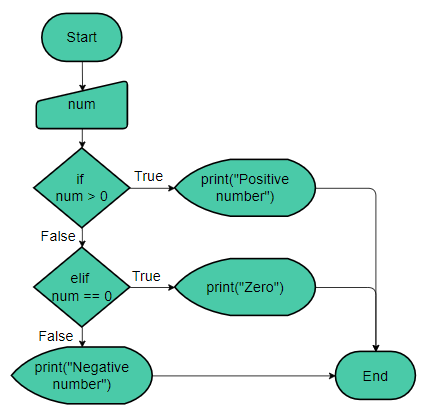 Start
num
if
num > 0
True
print("Positive
number")
False
elif
num == 0
True
print("Zero")
False
print("Negative
number")
End